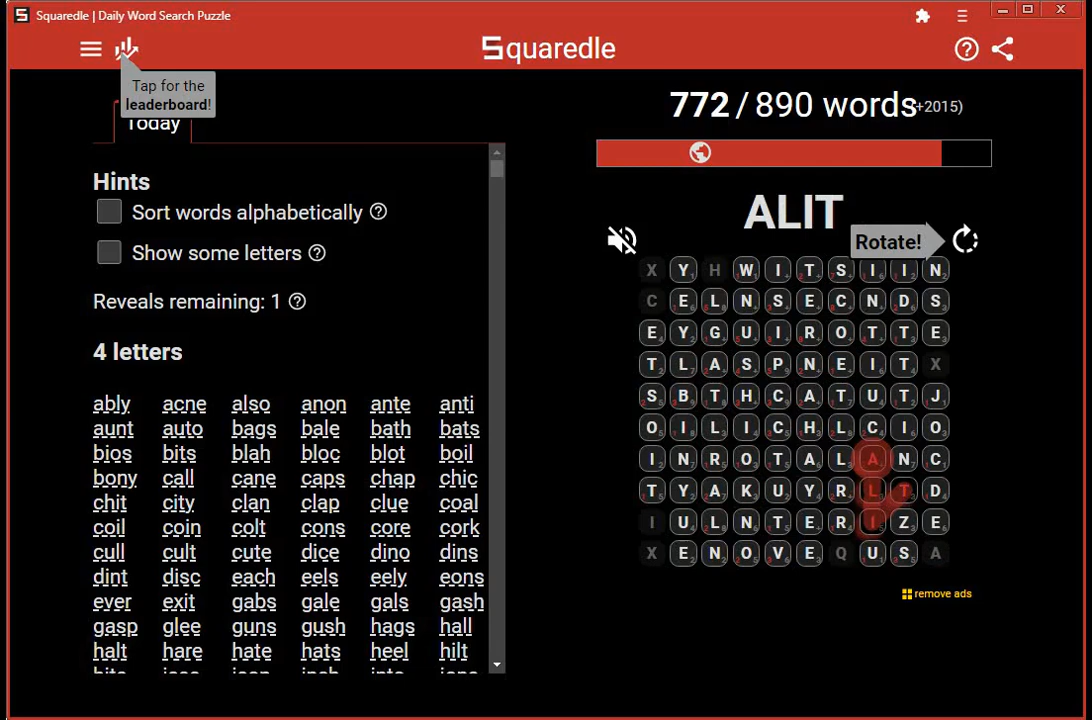 Squaredle | Daily Word Search Puzzle
Squaredle
Tap for the
leaderboard!
Today
772 / 890 words (+2015)
Hints
Sort words alphabetically
Show some letters
Reveals remaining: 1
4 letters
ably acne also anon ante anti
aunt auto bags bale bath bats
bios bits blah bloc blot boil
bony call cane caps chap chic
chit city clan clap clue coal
coil coin colt cons core cork
cull cult cute dice dino dins
dint disc each eels eely eons
ever exit gabs gale gals gash
gasp glee guns gush hags hall
halt hare hate hats heel hilt
ALIT
Rotate!
X Y H W I T S I I N
C E L N S E C N D S
E Y G U I R O T T E
T L A S P N E I T X
S B T H C A T U T J
O I L I C H L C I O
I N R O T A L A N C
T Y A K U Y R L T D
I U L N T E R I Z E
X E N O V E Q U S A
remove ads